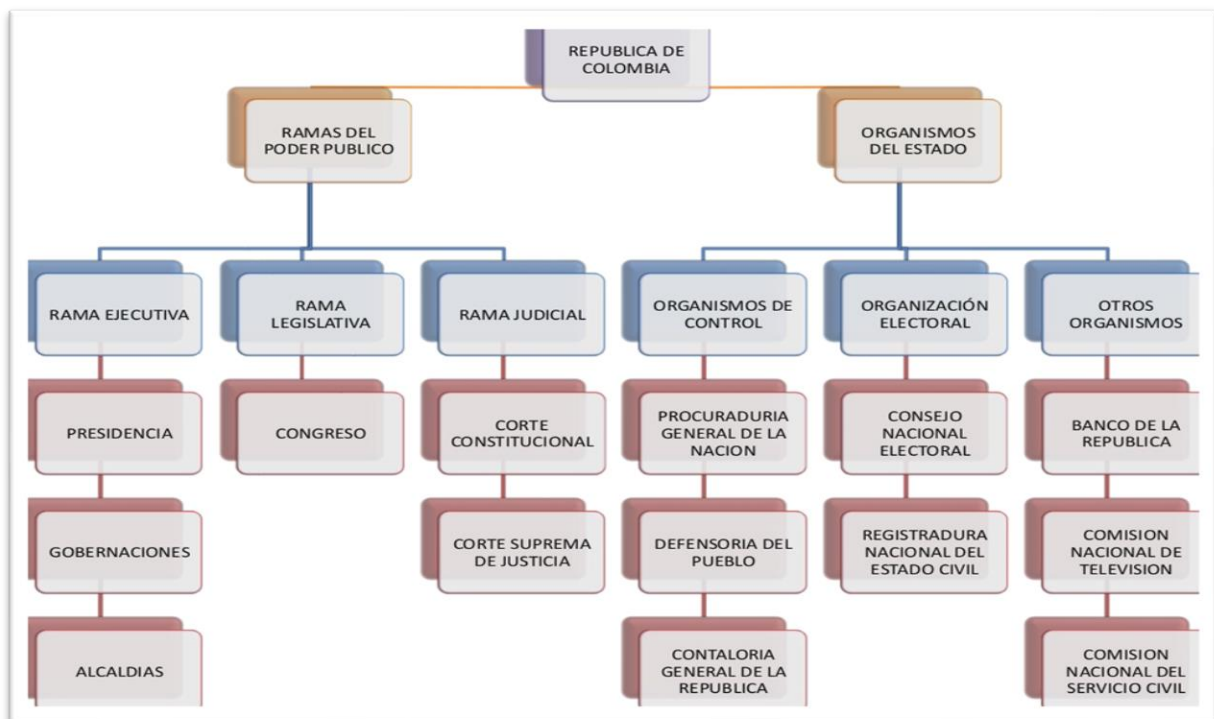 REPUBLICA DE
COLOMBIA
RAMAS DEL
PODER PUBLICO
ORGANISMOS
DEL ESTADO
RAMA EJECUTIVA
RAMA
LEGISLATIVA
RAMA JUDICIAL
ORGANISMOS DE
CONTROL
ORGANIZACIÓN
ELECTORAL
OTROS
ORGANISMOS
PRESIDENCIA
CONGRESO
CORTE
CONSTITUCIONAL
PROCURADURIA
GENERAL DE LA
NACION
CONSEJO
NACIONAL
ELECTORAL
BANCO DE LA
REPUBLICA
GOBERNACIONES
CORTE SUPREMA
DE JUSTICIA
DEFENSORIA DEL
PUEBLO
REGISTRADURA
NACIONAL DEL
ESTADO CIVIL
COMISION
NACIONAL DE
TELEVISION
ALCALDIAS
CONTALORIA
GENERAL DE LA
REPUBLICA
COMISION
NACIONAL DEL
SERVICIO CIVIL